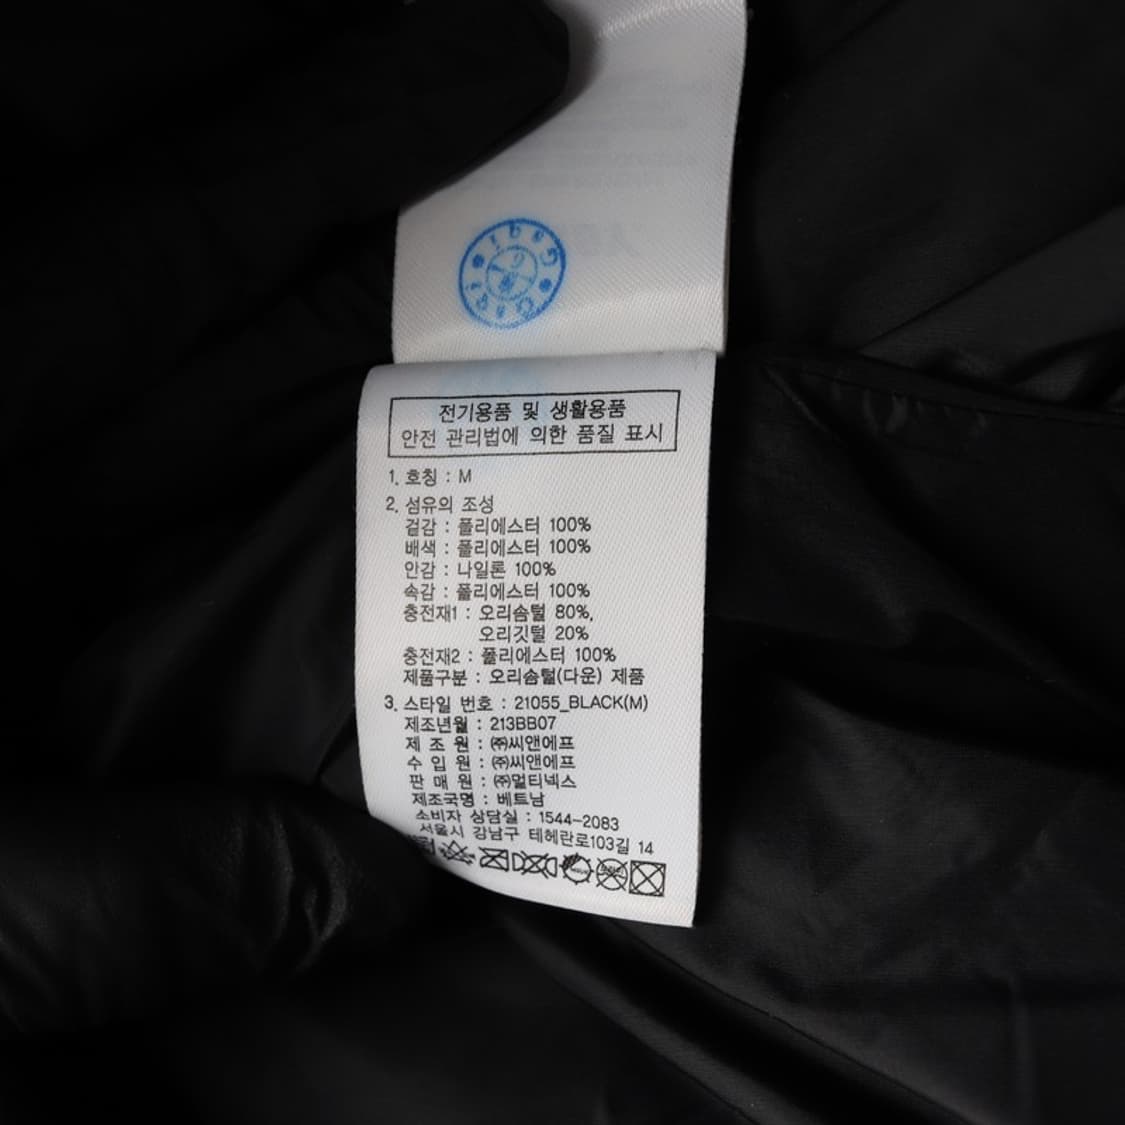 전기용품 및 생활용품
안전 관리법에 의한 품질 표시
1. 호칭 : M
2. 섬유의 조성
겉감 : 폴리에스터 100%
배색 : 폴리에스터 100%
안감 : 나일론 100%
속감 : 폴리에스터 100%
충전재1 : 오리솜털 80%,
오리깃털 20%
충전재2 : 폴리에스터 100%
제품구분 : 오리솜털(다운) 제품
3. 스타일 번호 : 21055_BLACK(M)
제조년월 : 213BB07
제 조 원 : ㈜씨앤에프
수 입 원 : ㈜씨앤에프
판 매 원 : ㈜멀티넥스
제조국명 : 베트남
소비자 상담실 : 1544-2083
서울시 강남구 테헤란로103길 14